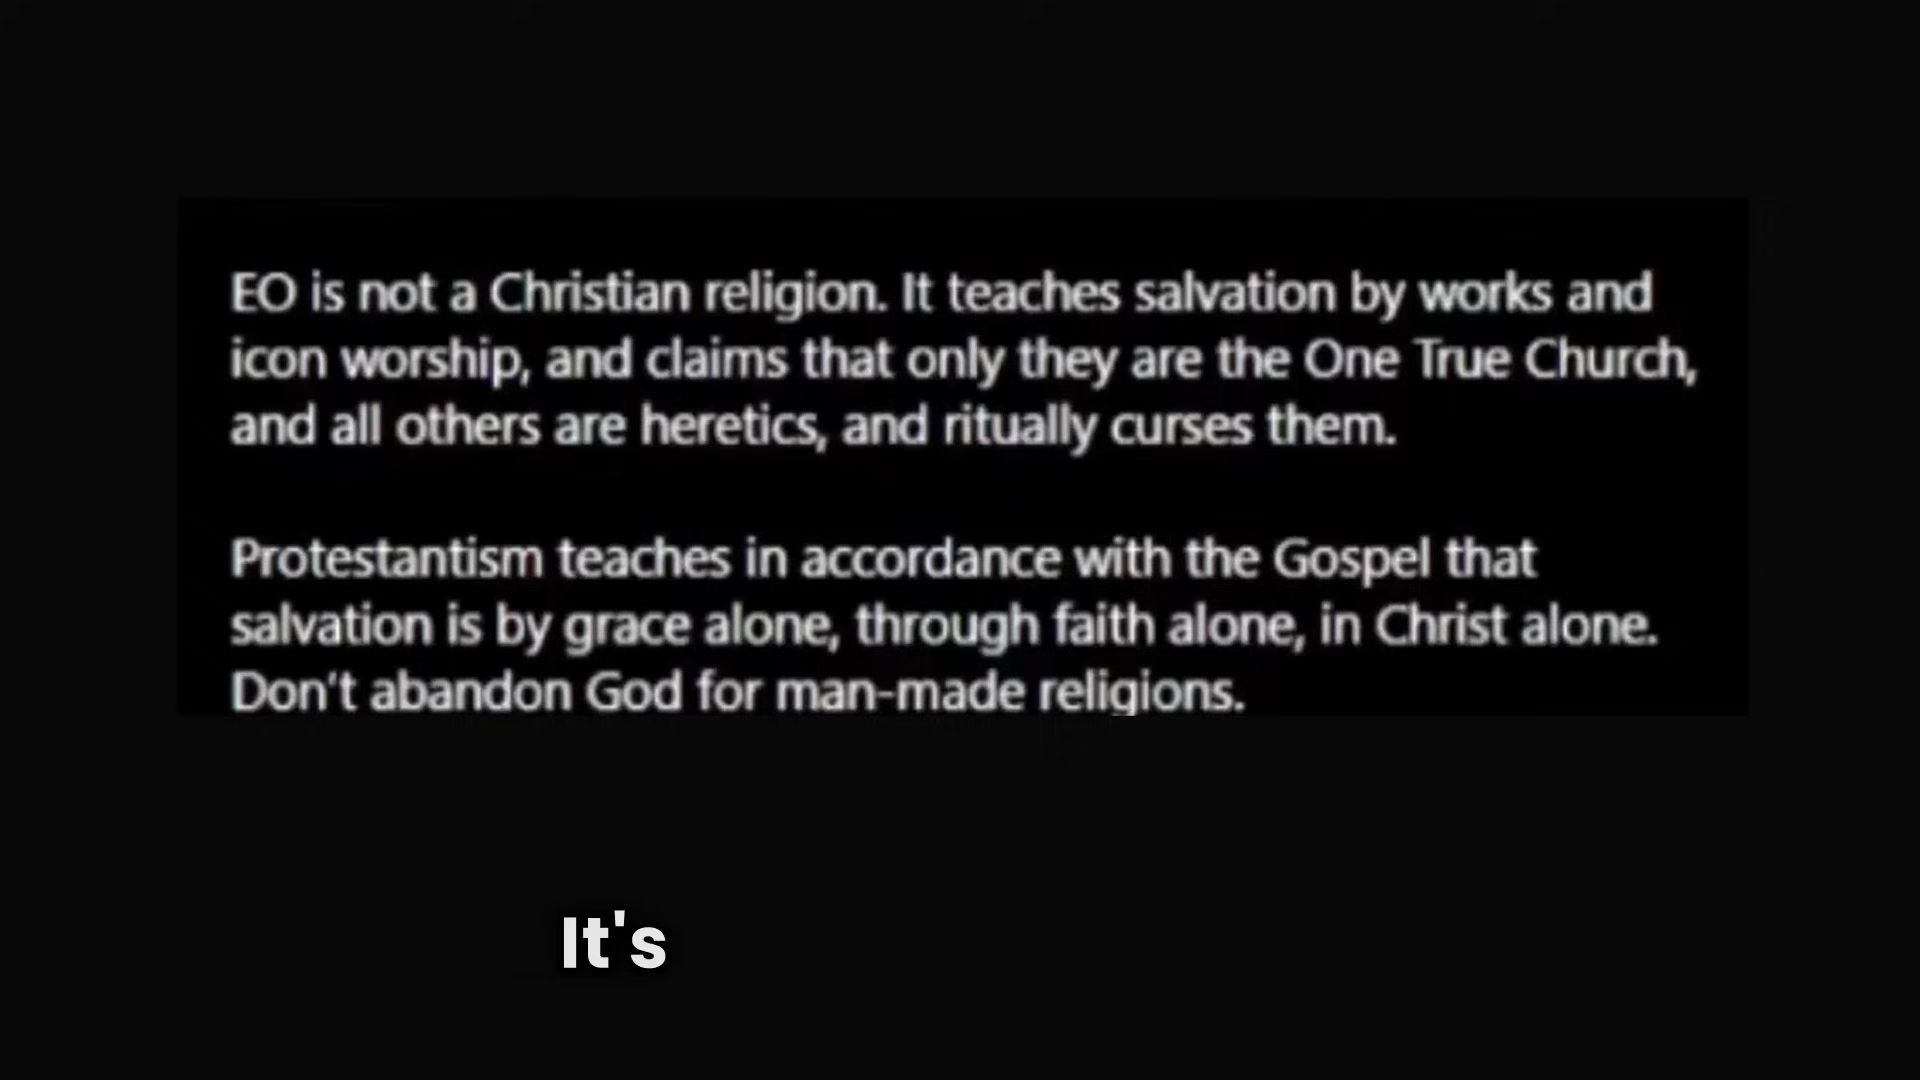 EO is not a Christian religion. It teaches salvation by works and
icon worship, and claims that only they are the One True Church,
and all others are heretics, and ritually curses them.
Protestantism teaches in accordance with the Gospel that
salvation is by grace alone, through faith alone, in Christ alone.
Don't abandon God for man-made religions.
It's